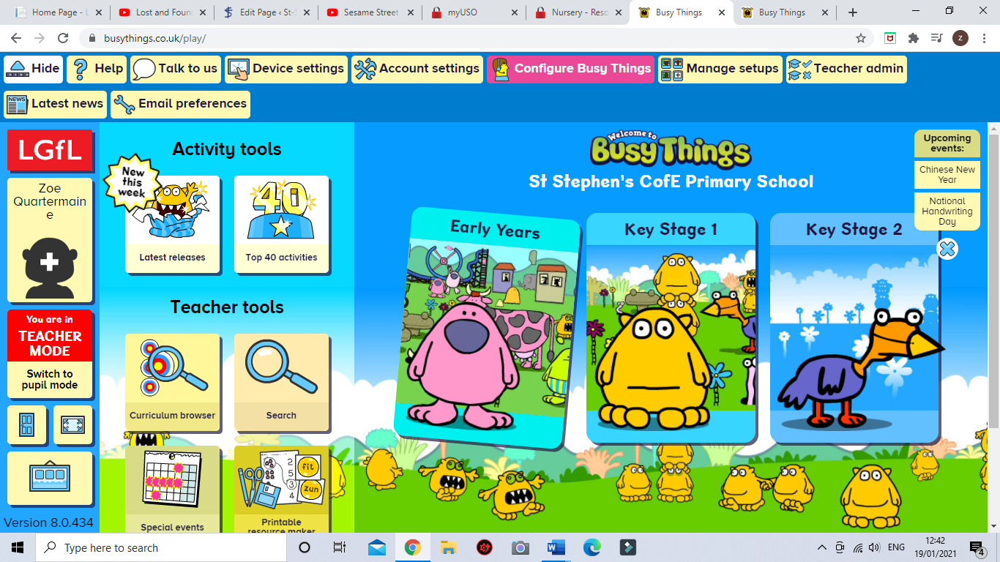 Home Page - L
Lost and Foun
Edit Page ‹ St-S
Sesame Street
myUSO
Nursery - Reso
Busy Things
Busy Things
busythings.co.uk/play/
Z
Hide
Help
Talk to us
Device settings
Account settings
Configure Busy Things
Manage setups
Teacher admin
NEWS
Latest news
Email preferences
LGfL
Zoe
Quartermain
e
You are in
TEACHER
MODE
Switch to
pupil mode
Version 8.0.434
Activity tools
New
this
week
Latest releases
40
Top 40 activities
Teacher tools
Curriculum browser
Search
Special events
2
5
3
4
fit
zun
Printable
resource maker
Welcome to
Busy Things
St Stephen's CofE Primary School
Early Years
Key Stage 1
Key Stage 2
Upcoming
events:
Chinese New
Year
National
Handwriting
Day
Type here to search
ENG
12:42
19/01/2021
4